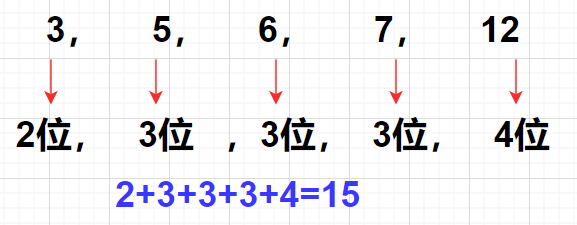 3, 5, 6, 7, 12
2位, 3位 , 3位, 3位, 4位
2+3+3+3+4=15